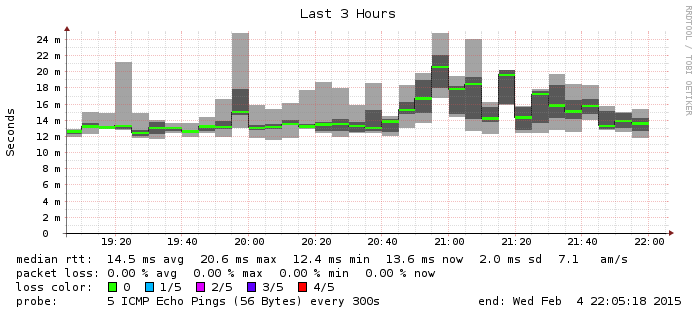 Last 3 Hours
RRDTOOL / TOBI OETIKER
Seconds
24 m
22 m
20 m
18 m
16 m
14 m
12 m
10 m
8 m
6 m
4 m
2 m
0
19:20 19:40 20:00 20:20 20:40 21:00 21:20 21:40 22:00
median rtt: 14.5 ms avg 20.6 ms max 12.4 ms min 13.6 ms now 2.0 ms sd 7.1 am/s
packet loss: 0.00 % avg 0.00 % max 0.00 % min 0.00 % now
loss color: 0 1/5 2/5 3/5 4/5
probe: 5 ICMP Echo Pings (56 Bytes) every 300s end: Wed Feb 4 22:05:18 2015